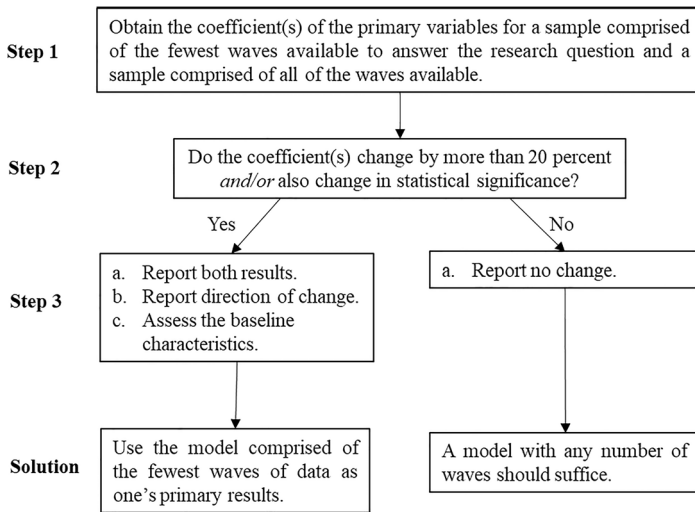 Step 1
Obtain the coefficient(s) of the primary variables for a sample comprised
of the fewest waves available to answer the research question and a
sample comprised of all of the waves available.
Step 2
Do the coefficient(s) change by more than 20 percent
and/or also change in statistical significance?
Yes
No
Step 3
a. Report both results.
b. Report direction of change.
c. Assess the baseline
characteristics.
a. Report no change.
Solution
Use the model comprised of
the fewest waves of data as
one's primary results.
A model with any number of
waves should suffice.